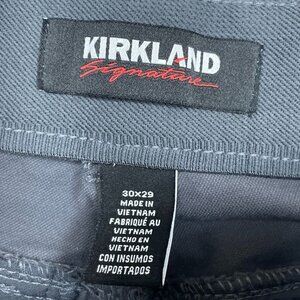 KIRKLAND
Signature
30X29
MADE IN
VIETNAM
FABRIQUÉ AU
VIETNAM
HECHO EN
VIETNAM
CON INSUMOS
IMPORTADOS